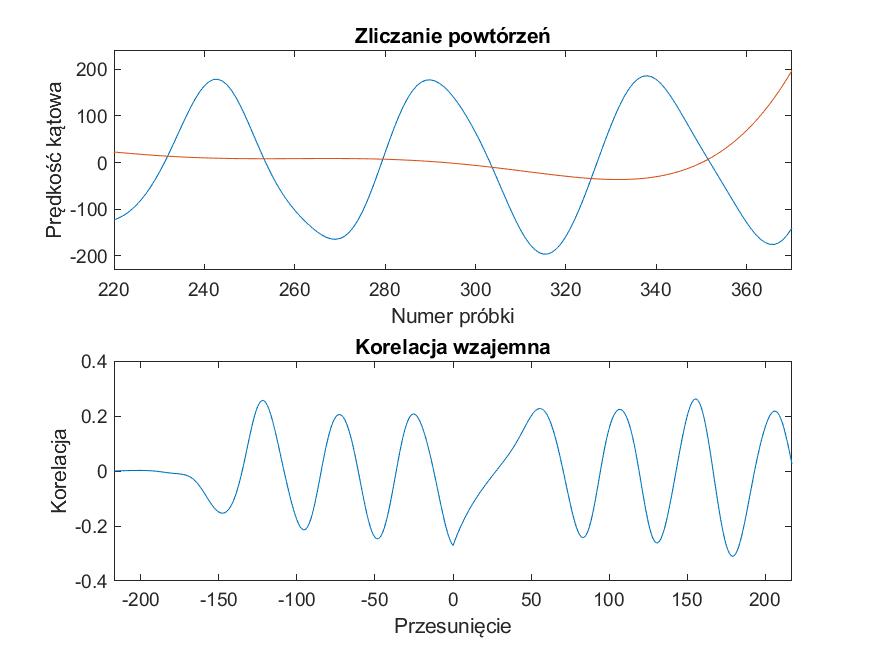 Zliczanie powtórzeń
Prędkość kątowa
200
100
0
-100
-200
220 240 260 280 300 320 340 360
Numer próbki
Korelacja wzajemna
Korelacja
0.4
0.2
0
-0.2
-0.4
-200 -150 -100 -50 0 50 100 150 200
Przesunięcie